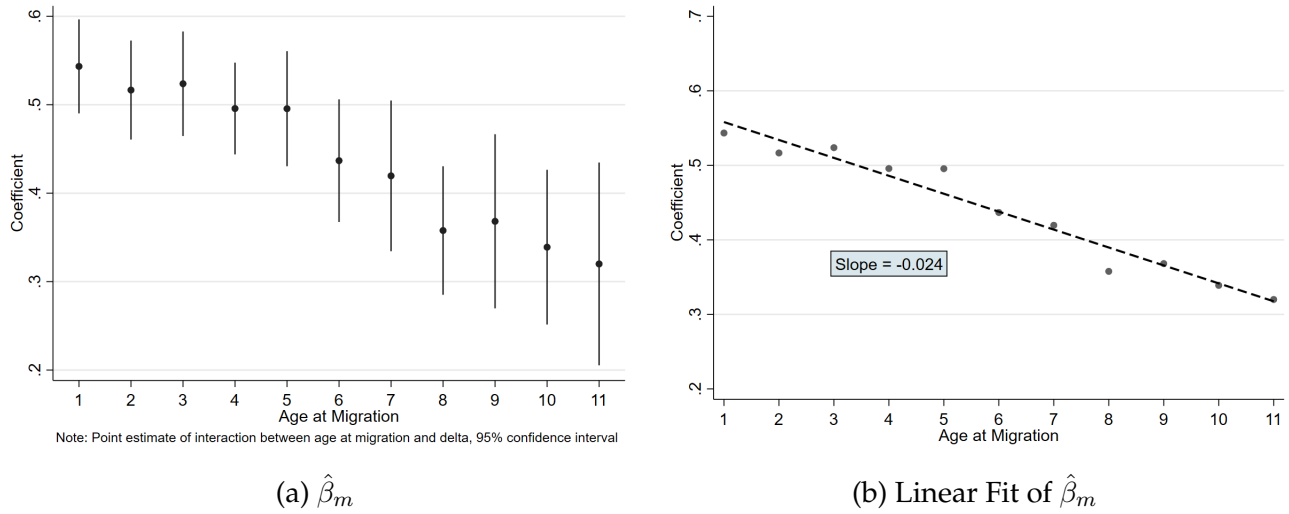 .6
.5
.4
.3
.2
Coefficient
1 2 3 4 5 6 7 8 9 10 11
Age at Migration
Note: Point estimate of interaction between age at migration and delta, 95% confidence interval
(a) β̂ₘ
.7
.6
.5
.4
.3
.2
Coefficient
Slope = -0.024
1 2 3 4 5 6 7 8 9 10 11
Age at Migration
(b) Linear Fit of β̂ₘ